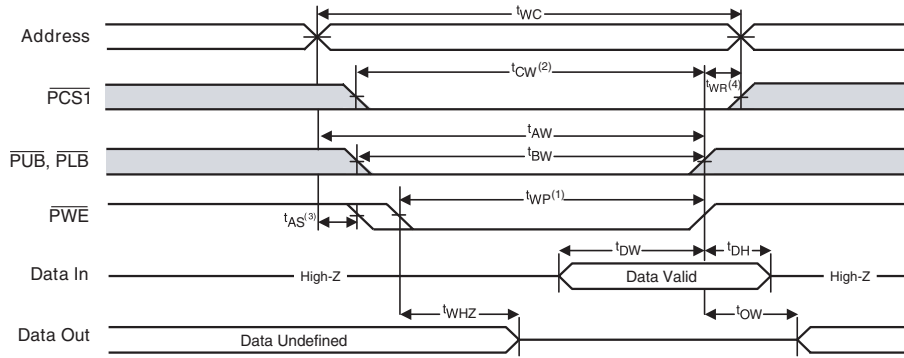 tWC
Address
tCW(2)
tWR(4)
PCS1
tAW
PUB, PLB
tBW
tWP(1)
PWE
tAS(3)
tDW
tDH
Data In
High-Z
Data Valid
High-Z
tWHZ
tOW
Data Out
Data Undefined